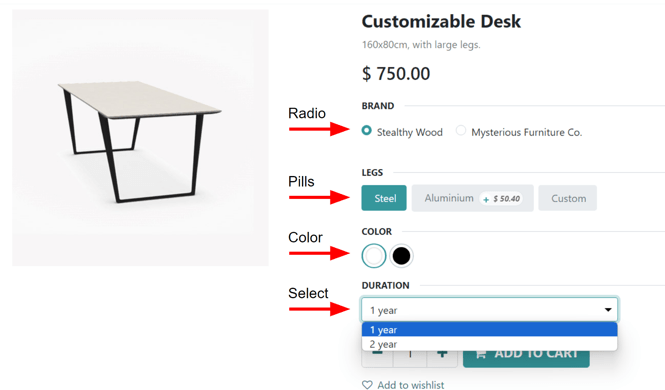 Customizable Desk
160x80cm, with large legs.
$ 750.00
BRAND
Radio
Stealthy Wood Mysterious Furniture Co.
LEGS
Pills
Steel Aluminium + $ 50.40 Custom
COLOR
Color
DURATION
Select
1 year
1 year
2 year
- 1 + ADD TO CART
Add to wishlist